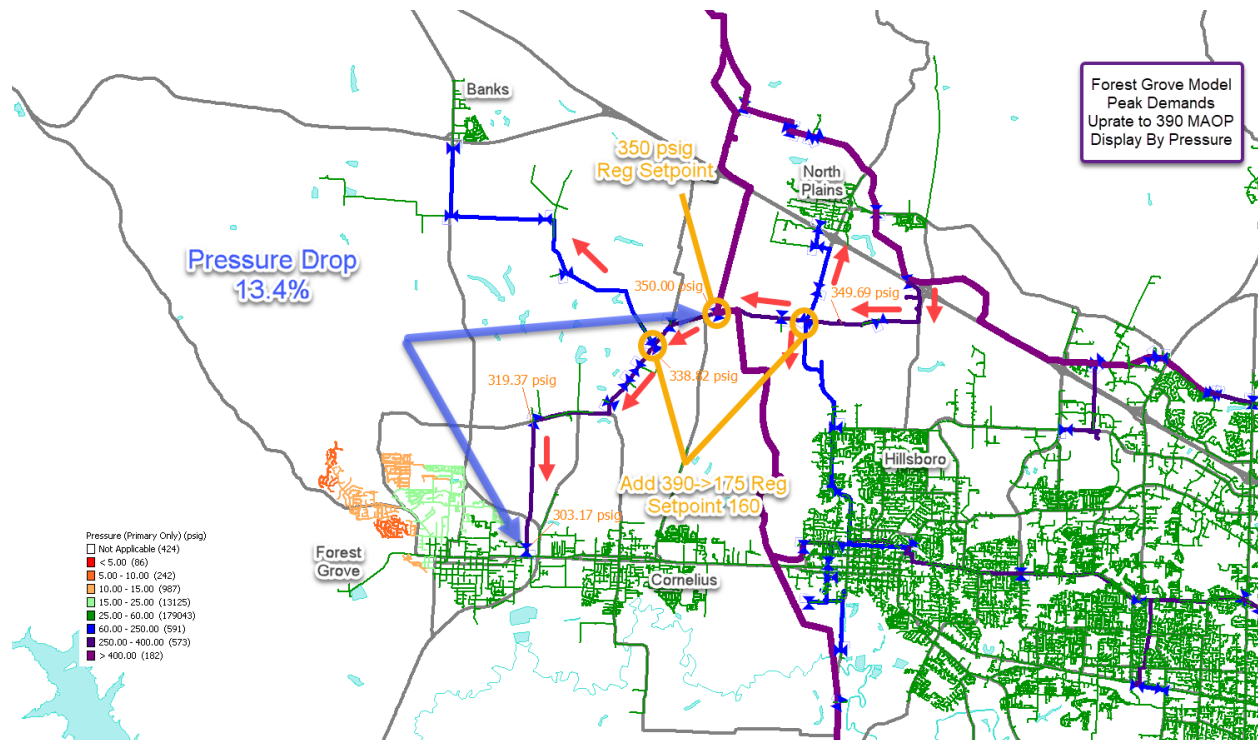 Forest Grove Model
Peak Demands
Uprate to 390 MAOP
Display By Pressure
Banks
350 psig
Reg Setpoint
North
Plains
Pressure Drop
13.4%
350.00 psig
349.69 psig
338.82 psig
319.37 psig
Hillsboro
Add 390->175 Reg
Setpoint 160
303.17 psig
Forest
Grove
Cornelius
Pressure (Primary Only) (psig)
Not Applicable (424)
< 5.00 (86)
5.00 - 10.00 (242)
10.00 - 15.00 (987)
15.00 - 25.00 (13125)
25.00 - 60.00 (179043)
60.00 - 250.00 (591)
250.00 - 400.00 (573)
> 400.00 (182)